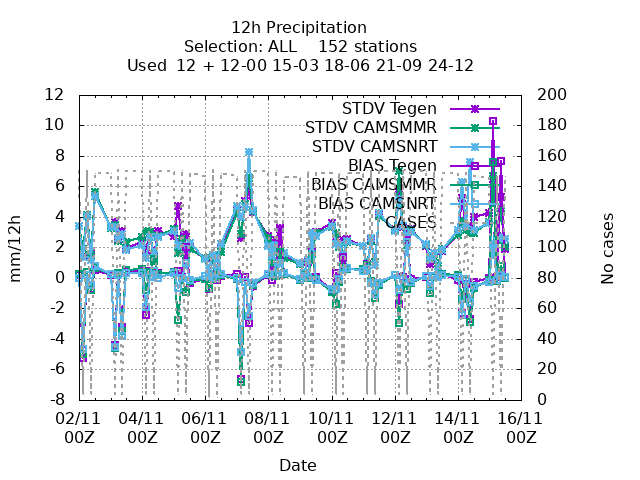 12h Precipitation
Selection: ALL    152 stations
Used  12 + 12-00 15-03 18-06 21-09 24-12
12 200
STDV Tegen
10 180
STDV CAMSMMR
8 160
STDV CAMSNRT
BIAS Tegen
6 140
BIAS CAMSMMR
BIAS CAMSNRT
4 120
CASES
2 100
0 80
-2 60
-4 40
-6 20
-8 0
mm/12h
No cases
02/11 04/11 06/11 08/11 10/11 12/11 14/11 16/11
00Z 00Z 00Z 00Z 00Z 00Z 00Z 00Z
Date